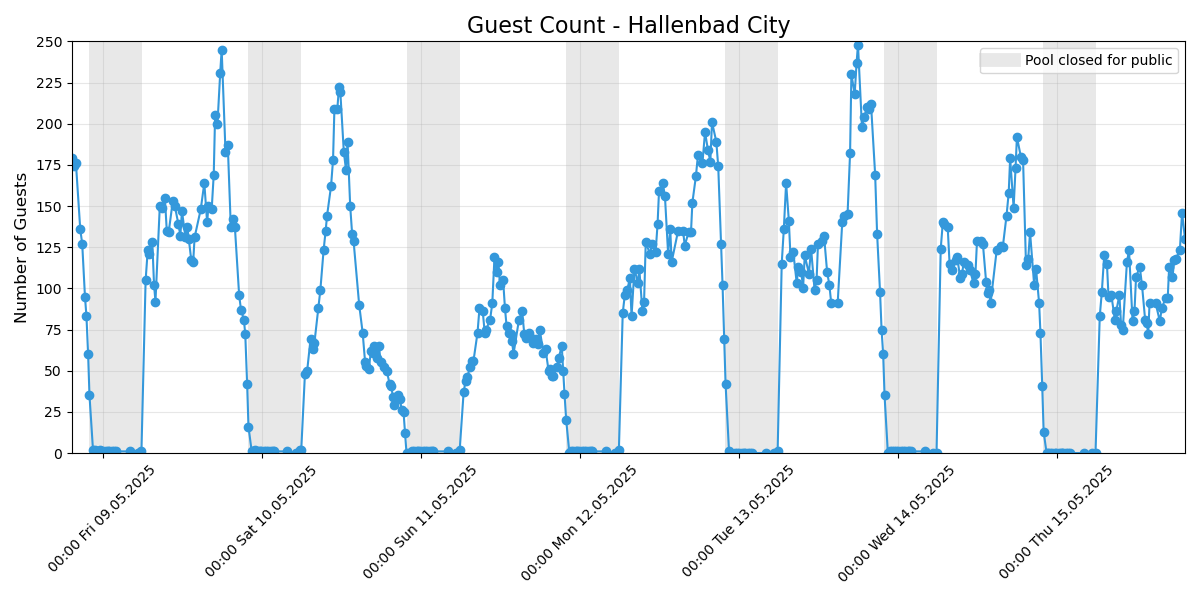 Guest Count - Hallenbad City
Number of Guests
250
225
200
175
150
125
100
75
50
25
0
Pool closed for public
00:00 Fri 09.05.2025
00:00 Sat 10.05.2025
00:00 Sun 11.05.2025
00:00 Mon 12.05.2025
00:00 Tue 13.05.2025
00:00 Wed 14.05.2025
00:00 Thu 15.05.2025